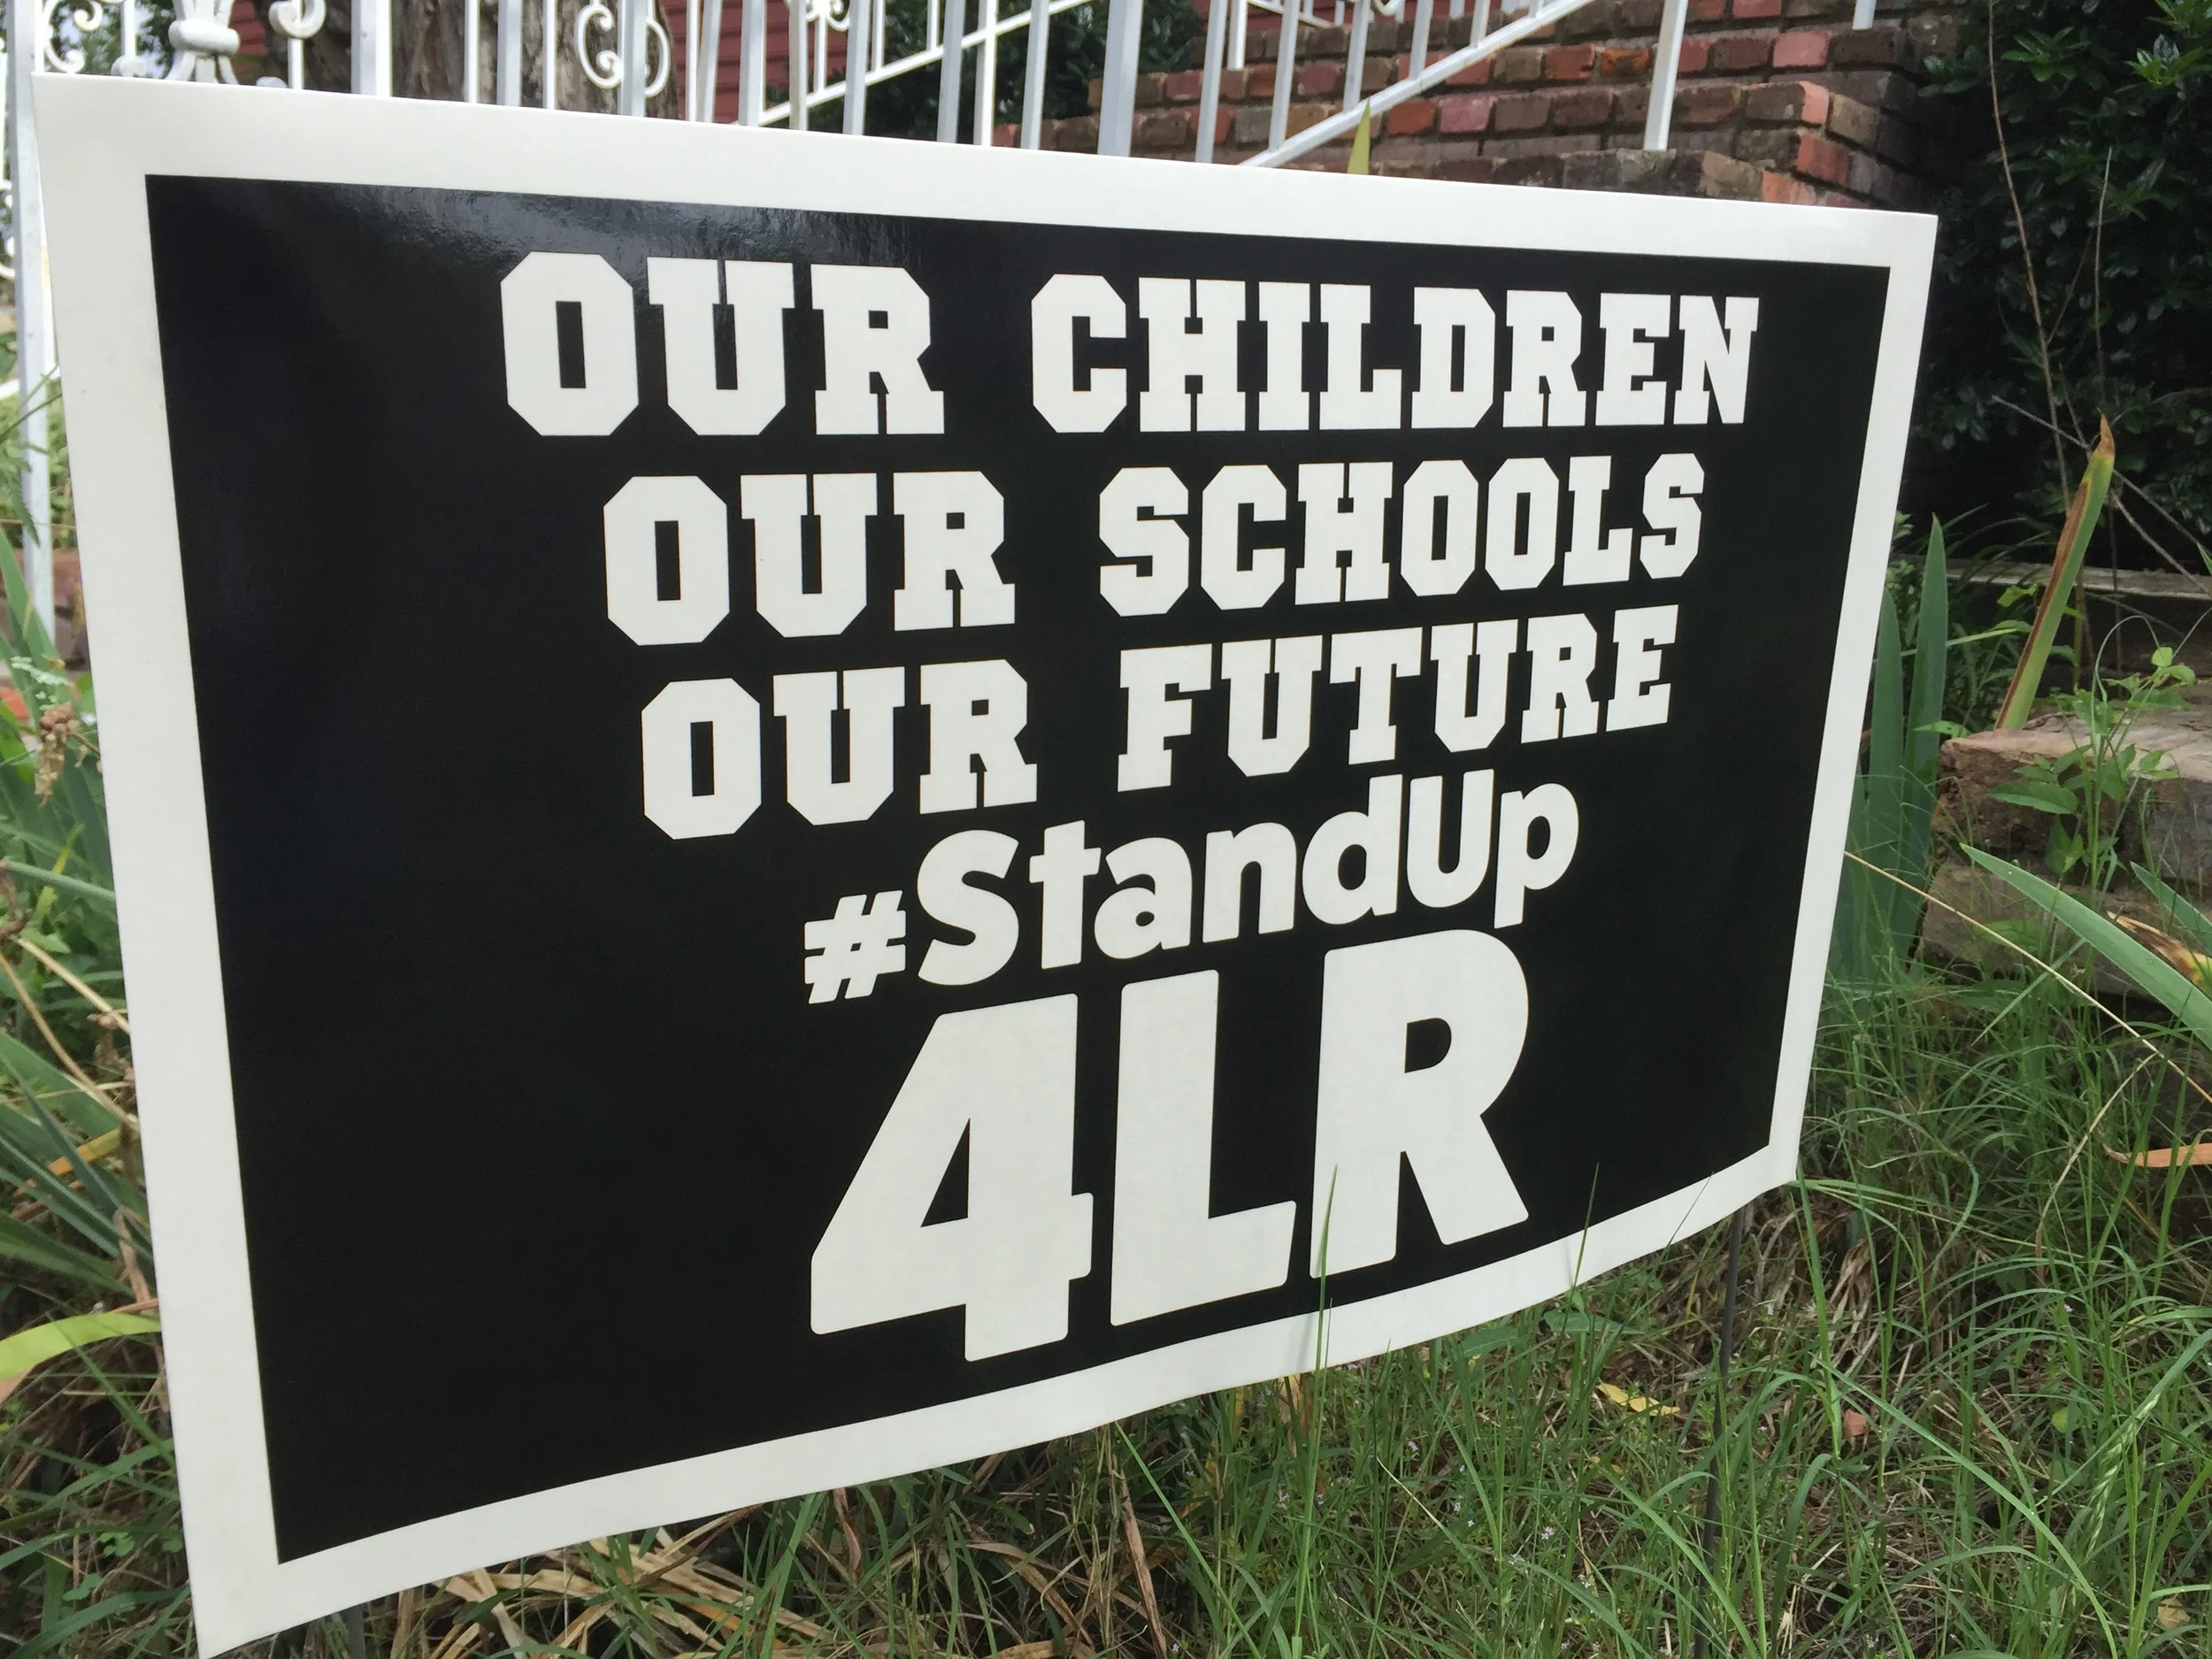 OUR CHILDREN
OUR SCHOOLS
OUR FUTURE
#StandUp
4LR